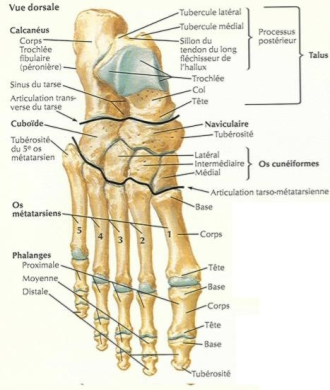 Vue dorsale
Calcanéus
Corps
Trochlée
fibulaire
(péronière)
Sinus du tarse
Articulation trans-
verse du tarse
Cuboïde
Tubérosité
du 5e os
métatarsien
Os
métatarsiens
Phalanges
Proximale
Moyenne
Distale
Tubercule latéral
Tubercule médial
Sillon du
tendon du long
fléchisseur de
l'hallux
Processus
postérieur
Talus
Trochlée
Col
Tête
Naviculaire
Tubérosité
Latéral
Intermédiaire
Médial
Os cunéiformes
Articulation tarso-métatarsienne
Base
5 4 3 2 1
Corps
Tête
Base
Corps
Tête
Base
Tubérosité